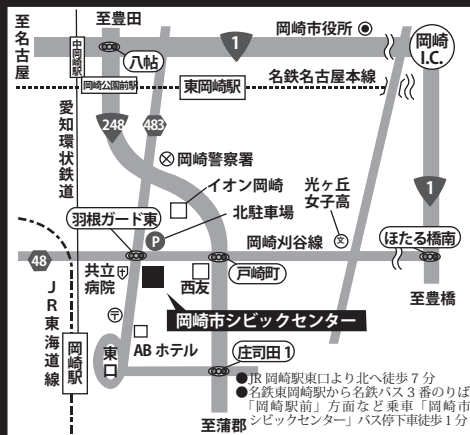 至豊田
至名古屋
中岡崎駅
八帖
1
岡崎市役所
岡崎
I.C.
岡崎公園前駅
東岡崎駅
名鉄名古屋本線
愛知環状鉄道
248
483
岡崎警察署
イオン岡崎
北駐車場
光ヶ丘
女子高
1
羽根ガード東
P
岡崎刈谷線
ほたる橋南
48
共立
病院
西友
戸崎町
至豊橋
岡崎市シビックセンター
JR東海道線
岡崎駅
東口
ABホテル
庄司田1
至蒲郡
●JR岡崎駅東口より北へ徒歩7分
●名鉄東岡崎駅から名鉄バス3番のりば
「岡崎駅前」方面など乗車「岡崎市
シビックセンター」バス停下車徒歩1分